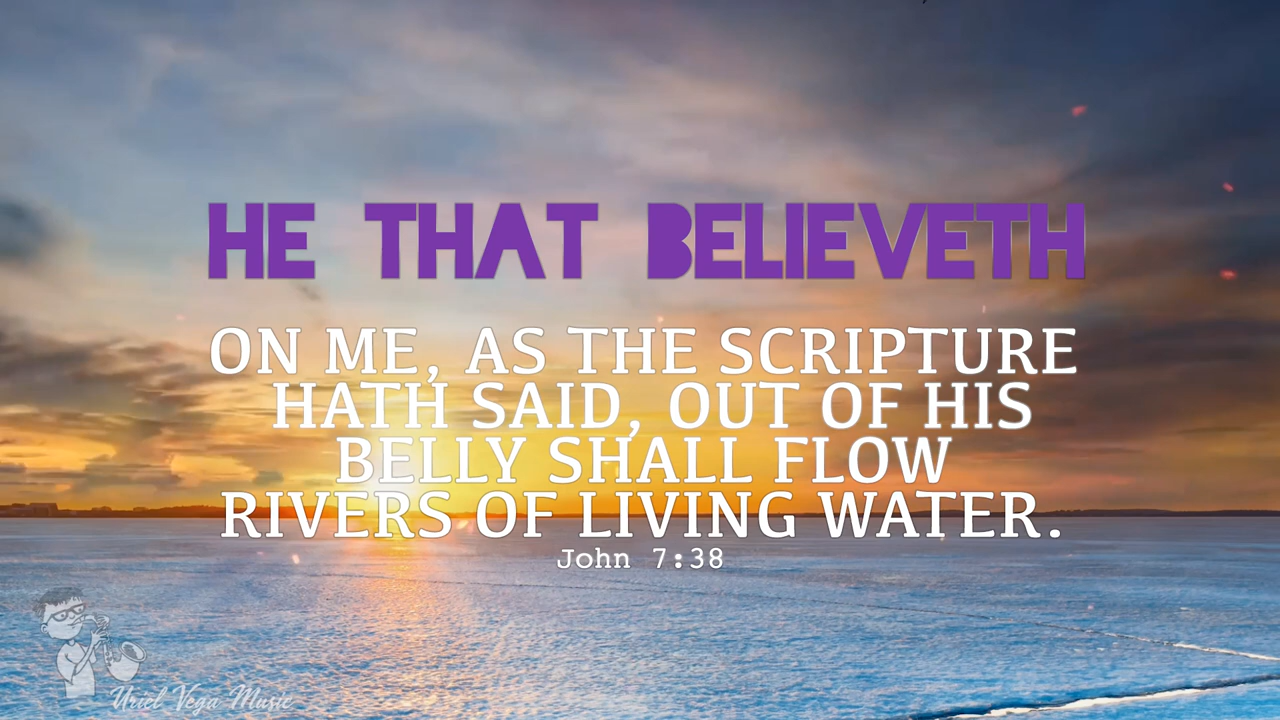 HE THAT BELIEVETH
ON ME, AS THE SCRIPTURE
HATH SAID, OUT OF HIS
BELLY SHALL FLOW
RIVERS OF LIVING WATER.
John 7:38
Uriel Vega Music